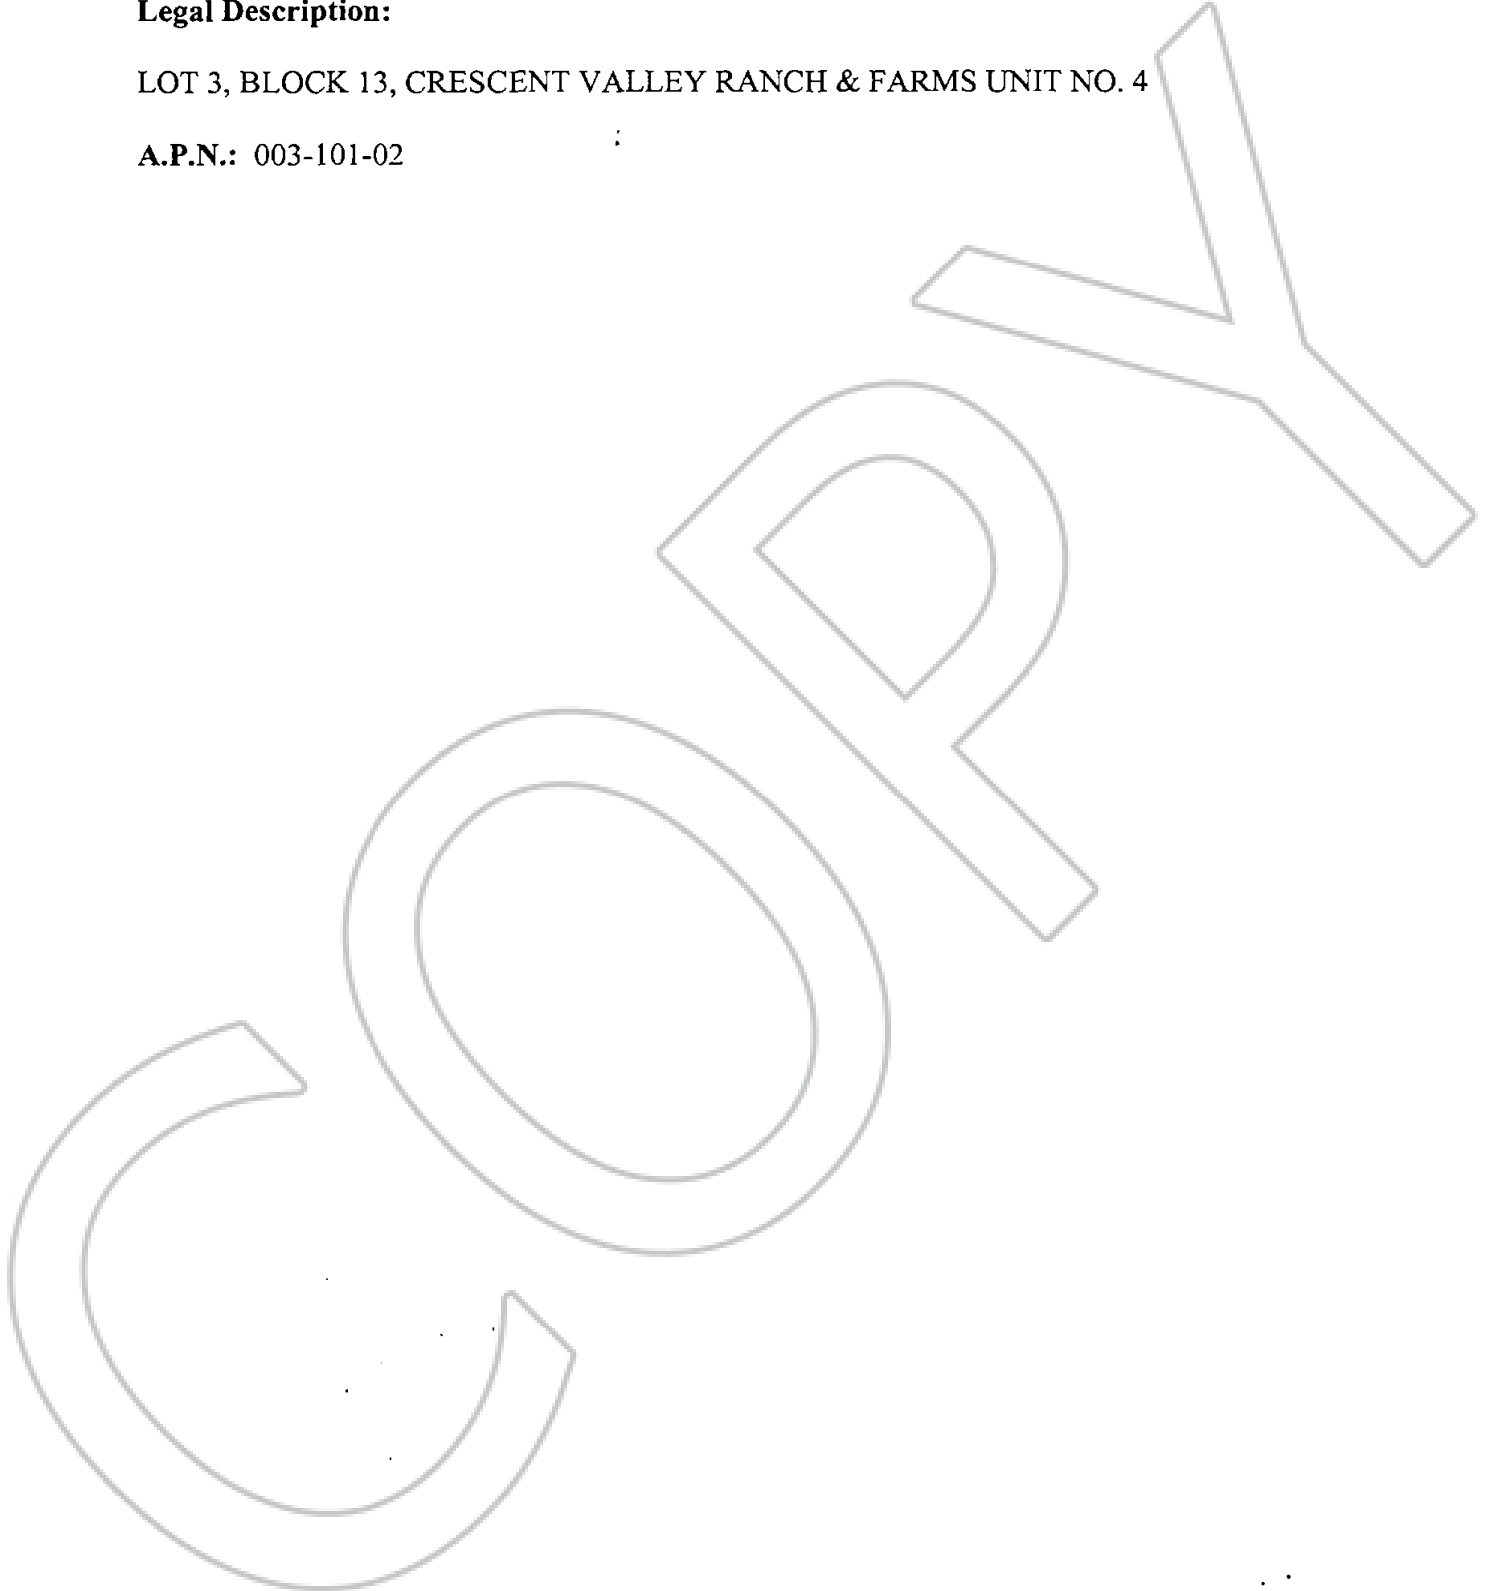 Legal Description:
LOT 3, BLOCK 13, CRESCENT VALLEY RANCH & FARMS UNIT NO. 4
A.P.N.: 003-101-02
COPY